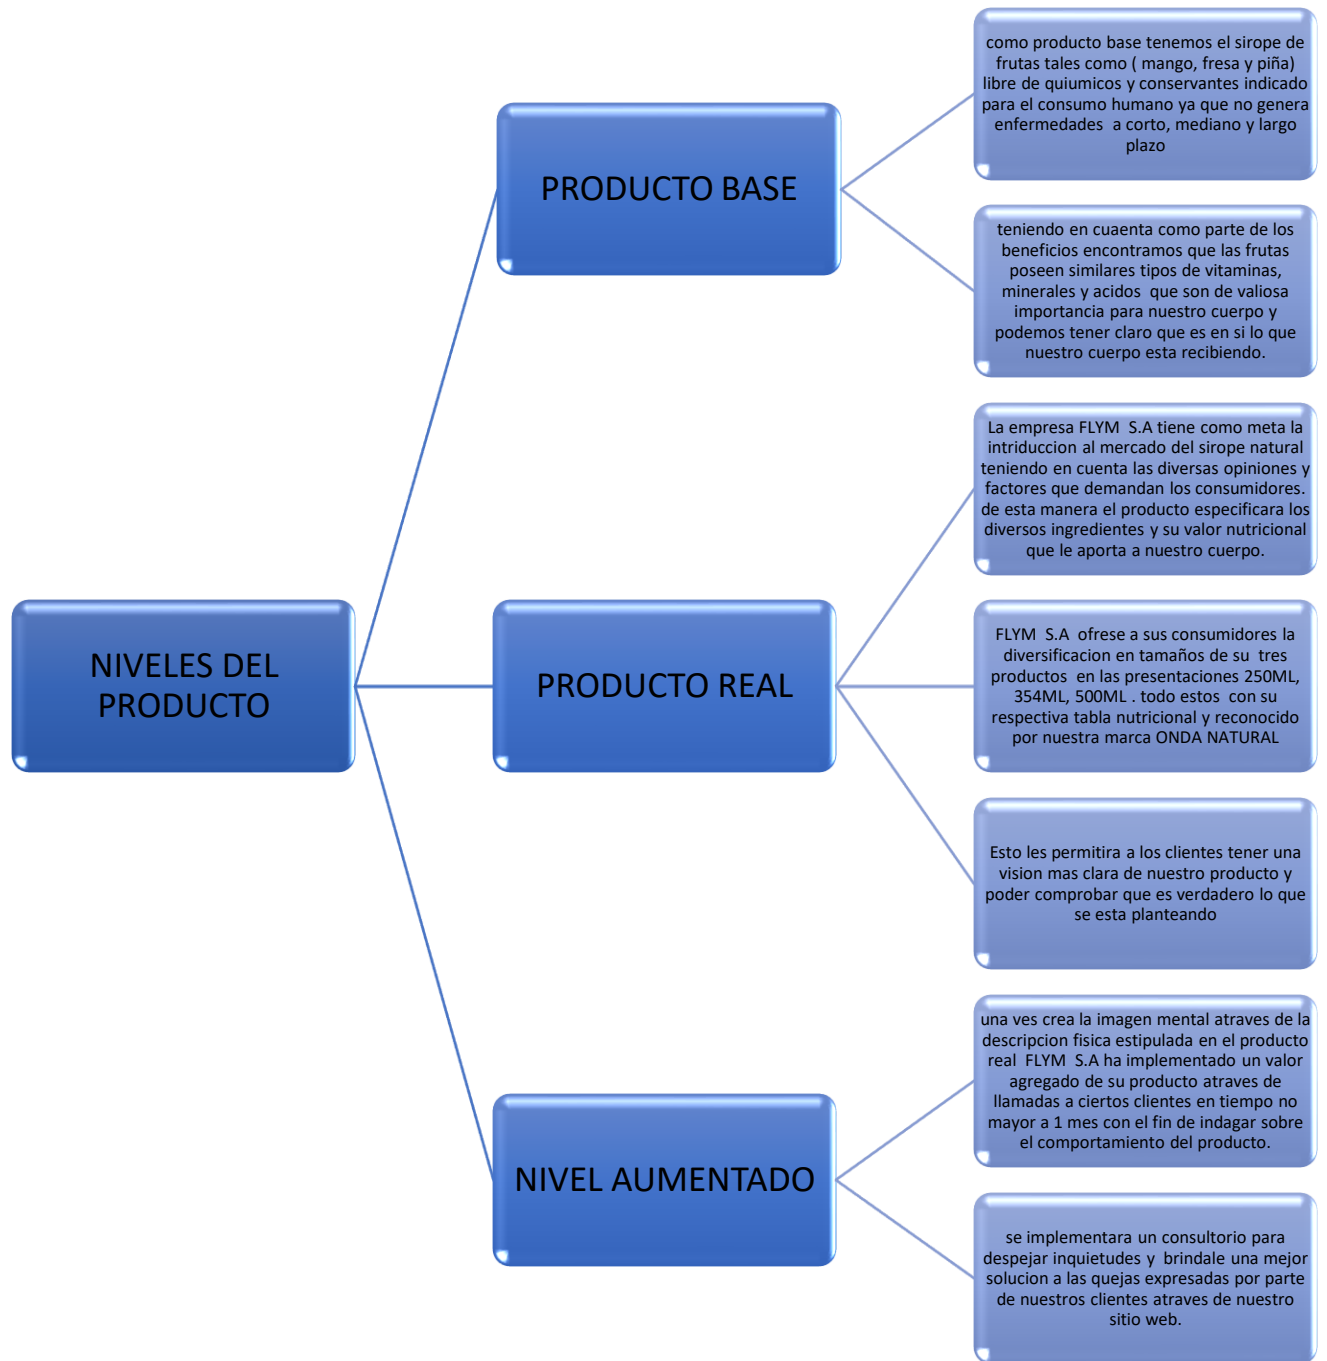 NIVELES DEL
PRODUCTO
PRODUCTO BASE
como producto base tenemos el sirope de
frutas tales como ( mango, fresa y piña)
libre de quiumicos y conservantes indicado
para el consumo humano ya que no genera
enfermedades a corto, mediano y largo
plazo
teniendo en cuaenta como parte de los
beneficios encontramos que las frutas
poseen similares tipos de vitaminas,
minerales y acidos que son de valiosa
importancia para nuestro cuerpo y
podemos tener claro que es en si lo que
nuestro cuerpo esta recibiendo.
PRODUCTO REAL
La empresa FLYM S.A tiene como meta la
intriduccion al mercado del sirope natural
teniendo en cuenta las diversas opiniones y
factores que demandan los consumidores.
de esta manera el producto especificara los
diversos ingredientes y su valor nutricional
que le aporta a nuestro cuerpo.
FLYM S.A ofrese a sus consumidores la
diversificacion en tamaños de su tres
productos en las presentaciones 250ML,
354ML, 500ML . todo estos con su
respectiva tabla nutricional y reconocido
por nuestra marca ONDA NATURAL
Esto les permitira a los clientes tener una
vision mas clara de nuestro producto y
poder comprobar que es verdadero lo que
se esta planteando
NIVEL AUMENTADO
una ves crea la imagen mental atraves de la
descripcion fisica estipulada en el producto
real FLYM S.A ha implementado un valor
agregado de su producto atraves de
llamadas a ciertos clientes en tiempo no
mayor a 1 mes con el fin de indagar sobre
el comportamiento del producto.
se implementara un consultorio para
despejar inquietudes y brindale una mejor
solucion a las quejas expresadas por parte
de nuestros clientes atraves de nuestro
sitio web.